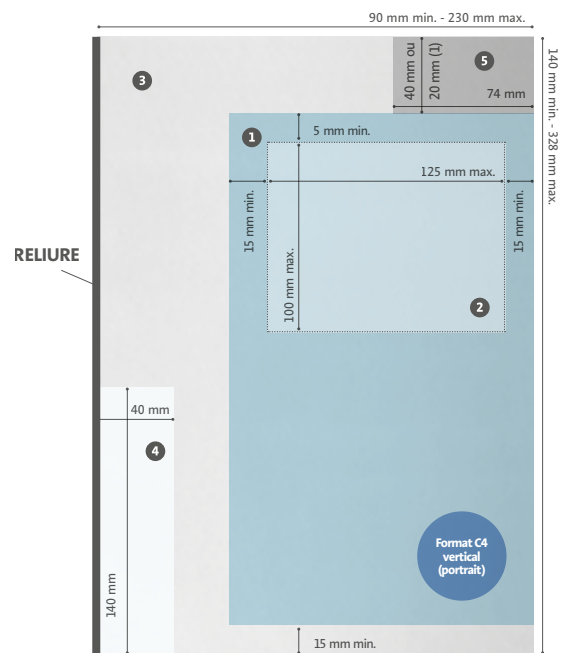 90 mm min. - 230 mm max.
3
40 mm ou
20 mm (1)
5
74 mm
140 mm min. - 328 mm max.
1
5 mm min.
125 mm max.
15 mm min.
15 mm min.
100 mm max.
RELIURE
2
40 mm
4
Format C4
vertical
(portrait)
140 mm
15 mm min.